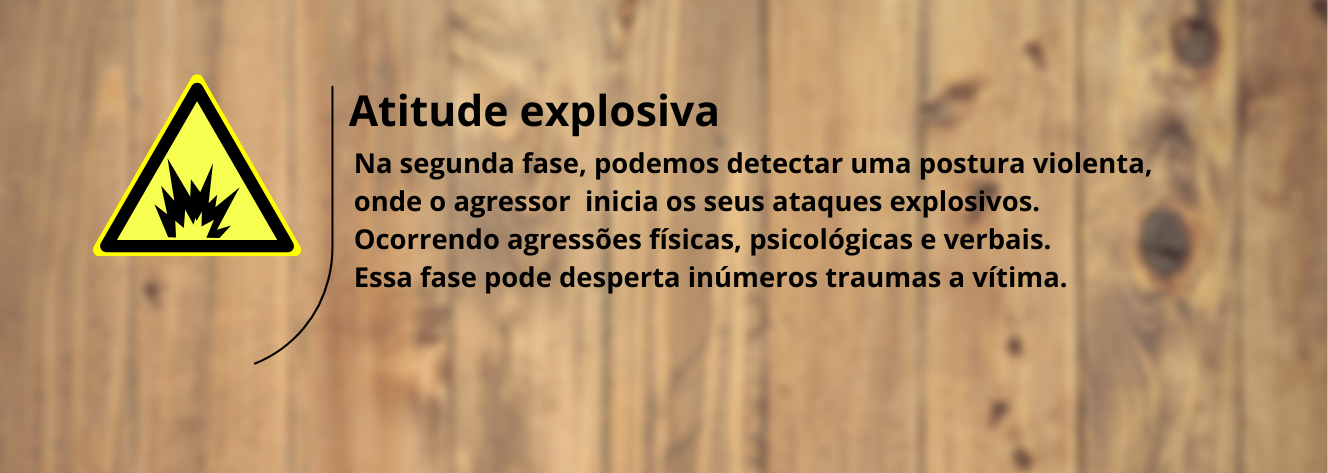 Atitude explosiva
Na segunda fase, podemos detectar uma postura violenta,
onde o agressor  inicia os seus ataques explosivos.
Ocorrendo agressões físicas, psicológicas e verbais.
Essa fase pode desperta inúmeros traumas a vítima.